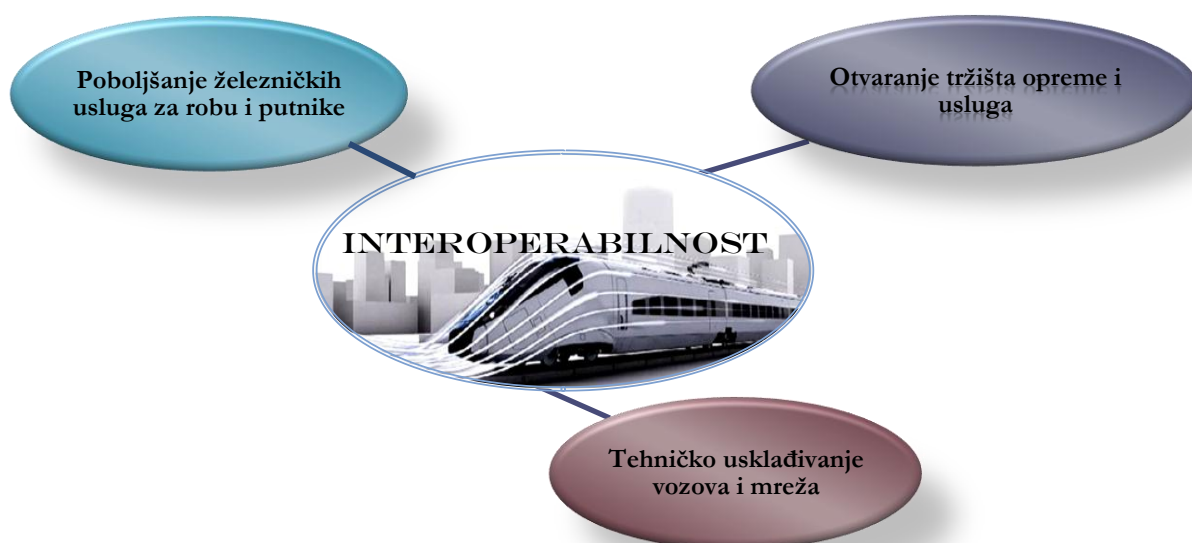 Poboljšanje železničkih
usluga za robu i putnike
Otvaranje tržišta opreme i
usluga
INTEROPERABILNOST
Tehničko usklađivanje
vozova i mreža